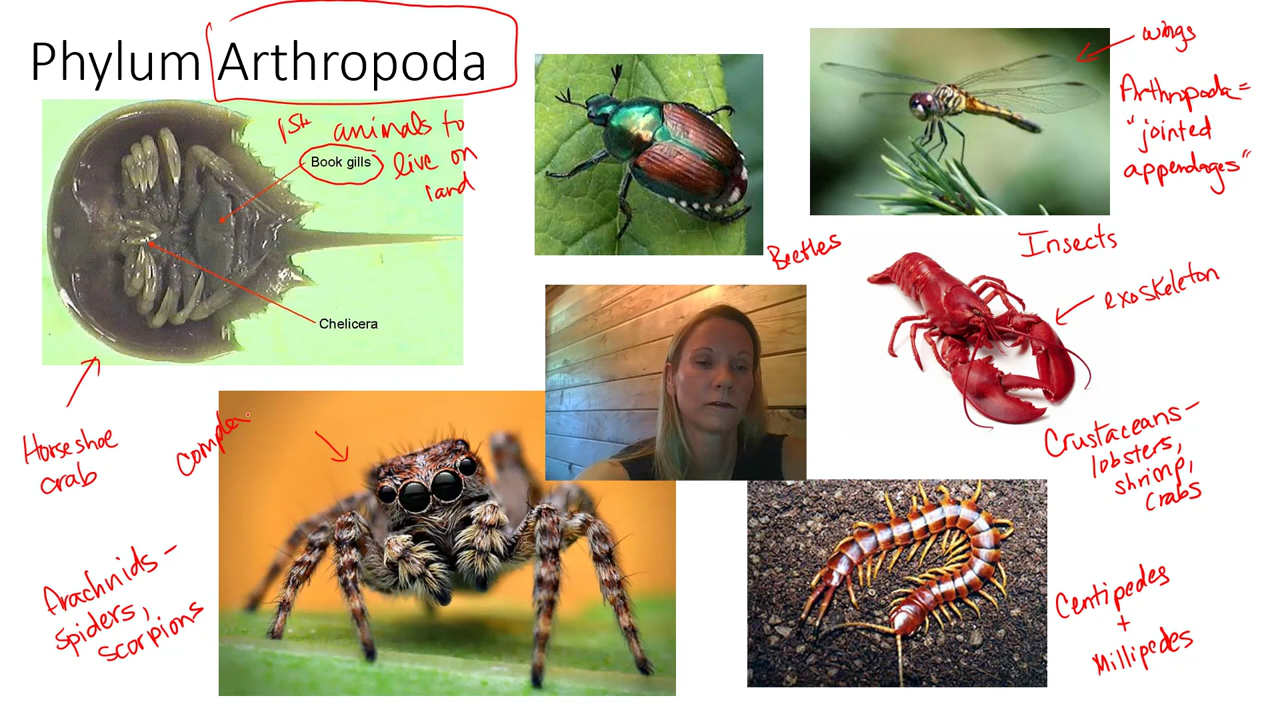 Phylum Arthropoda
1st animals to
Book gills
live on
land
Chelicera
Horseshoe
crab
Arachnids -
spiders,
scorpions
Beetles
wings
Arthropoda =
"jointed
appendages"
Insects
exoskeleton
Crustaceans -
lobsters,
shrimp,
crabs
Centipedes
+
Millipedes